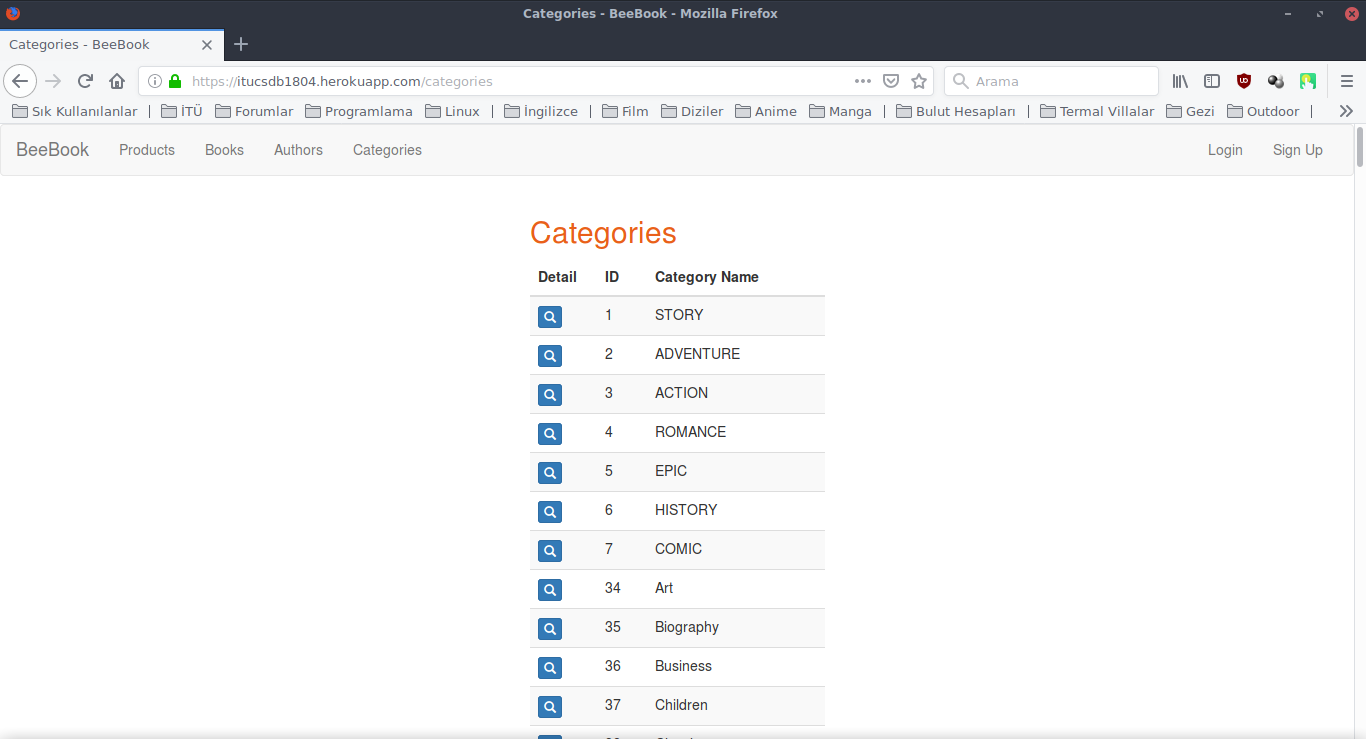 Categories - BeeBook - Mozilla Firefox
Categories - BeeBook
https://itucsdb1804.herokuapp.com/categories
Arama
Sık Kullanılanlar | İTÜ Forumlar Programlama Linux | İngilizce | Film Diziler Anime Manga | Bulut Hesapları | Termal Villalar Gezi Outdoor |
BeeBook Products Books Authors Categories Login Sign Up
Categories
Detail ID Category Name
1 STORY
2 ADVENTURE
3 ACTION
4 ROMANCE
5 EPIC
6 HISTORY
7 COMIC
34 Art
35 Biography
36 Business
37 Children